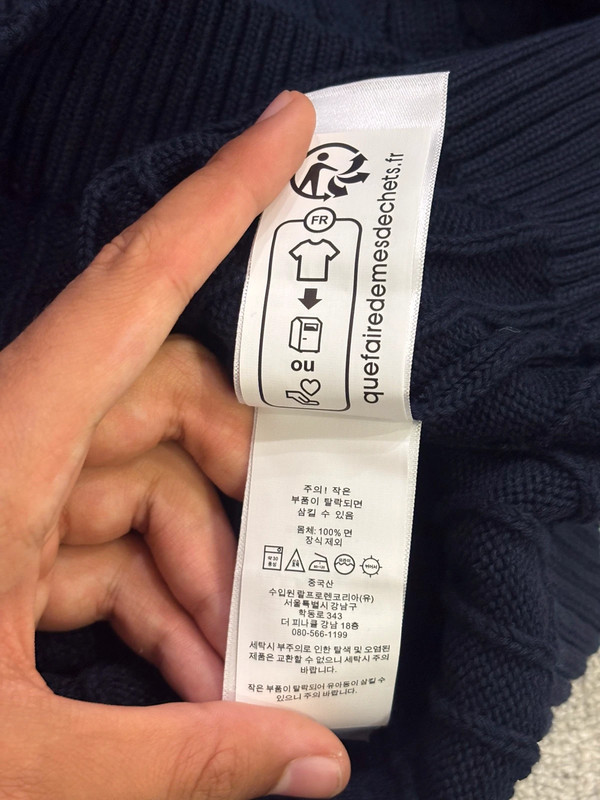 FR
ou
quefairedemesdechets.fr
주의! 작은
부품이 탈락되면
삼킬 수 있음
몸체: 100% 면
장식 제외
중국산
수입원 랄프로렌코리아(유)
서울특별시 강남구
학동로 343
더 피나클 강남 18층
080-566-1199
세탁시 부주의로 인한 탈색 및 오염된
제품은 교환할 수 없으니 세탁시 주의
바랍니다.
작은 부품이 탈락되어 유아동이 삼킬 수
있으니 주의 바랍니다.